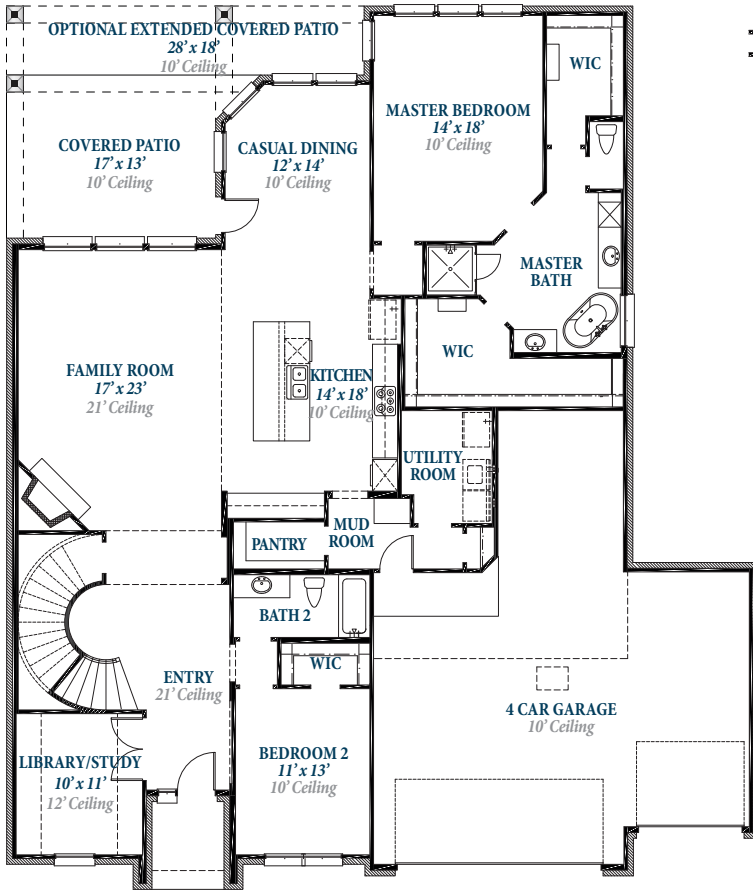 OPTIONAL EXTENDED COVERED PATIO
28’ x 18’
10’ Ceiling
WIC
MASTER BEDROOM
14’ x 18’
10’ Ceiling
COVERED PATIO
17’ x 13’
10’ Ceiling
CASUAL DINING
12’ x 14’
10’ Ceiling
MASTER
BATH
WIC
FAMILY ROOM
17’ x 23’
21’ Ceiling
KITCHEN
14’ x 18’
10’ Ceiling
UTILITY
ROOM
MUD
ROOM
PANTRY
BATH 2
WIC
ENTRY
21’ Ceiling
4 CAR GARAGE
10’ Ceiling
LIBRARY/STUDY
10’ x 11’
12’ Ceiling
BEDROOM 2
11’ x 13’
10’ Ceiling